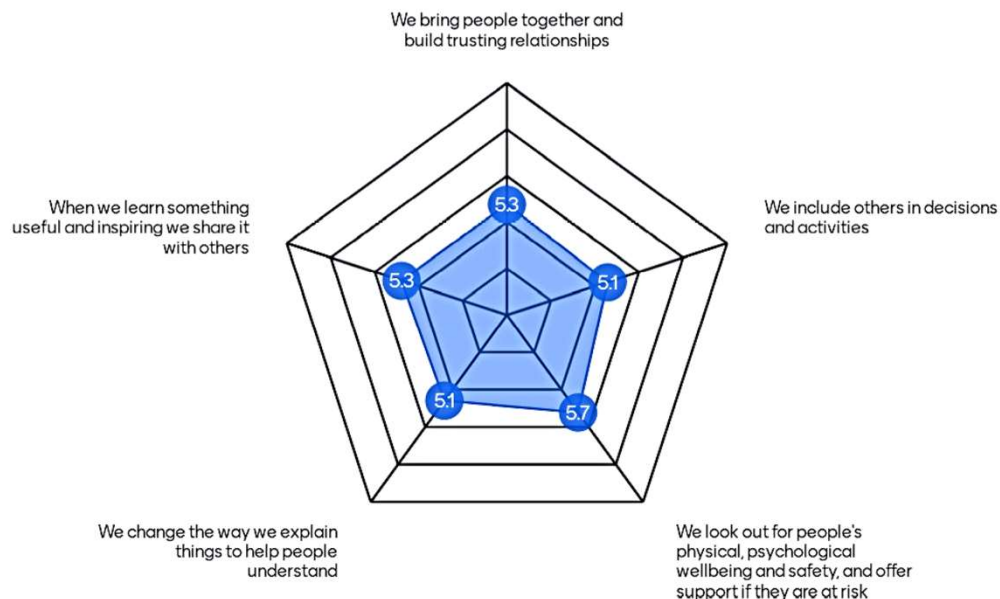 We bring people together and
build trusting relationships
5.3
When we learn something
useful and inspiring we share it
with others
5.3
We include others in decisions
and activities
5.1
5.1
5.7
We change the way we explain
things to help people
understand
We look out for people's
physical, psychological
wellbeing and safety, and offer
support if they are at risk